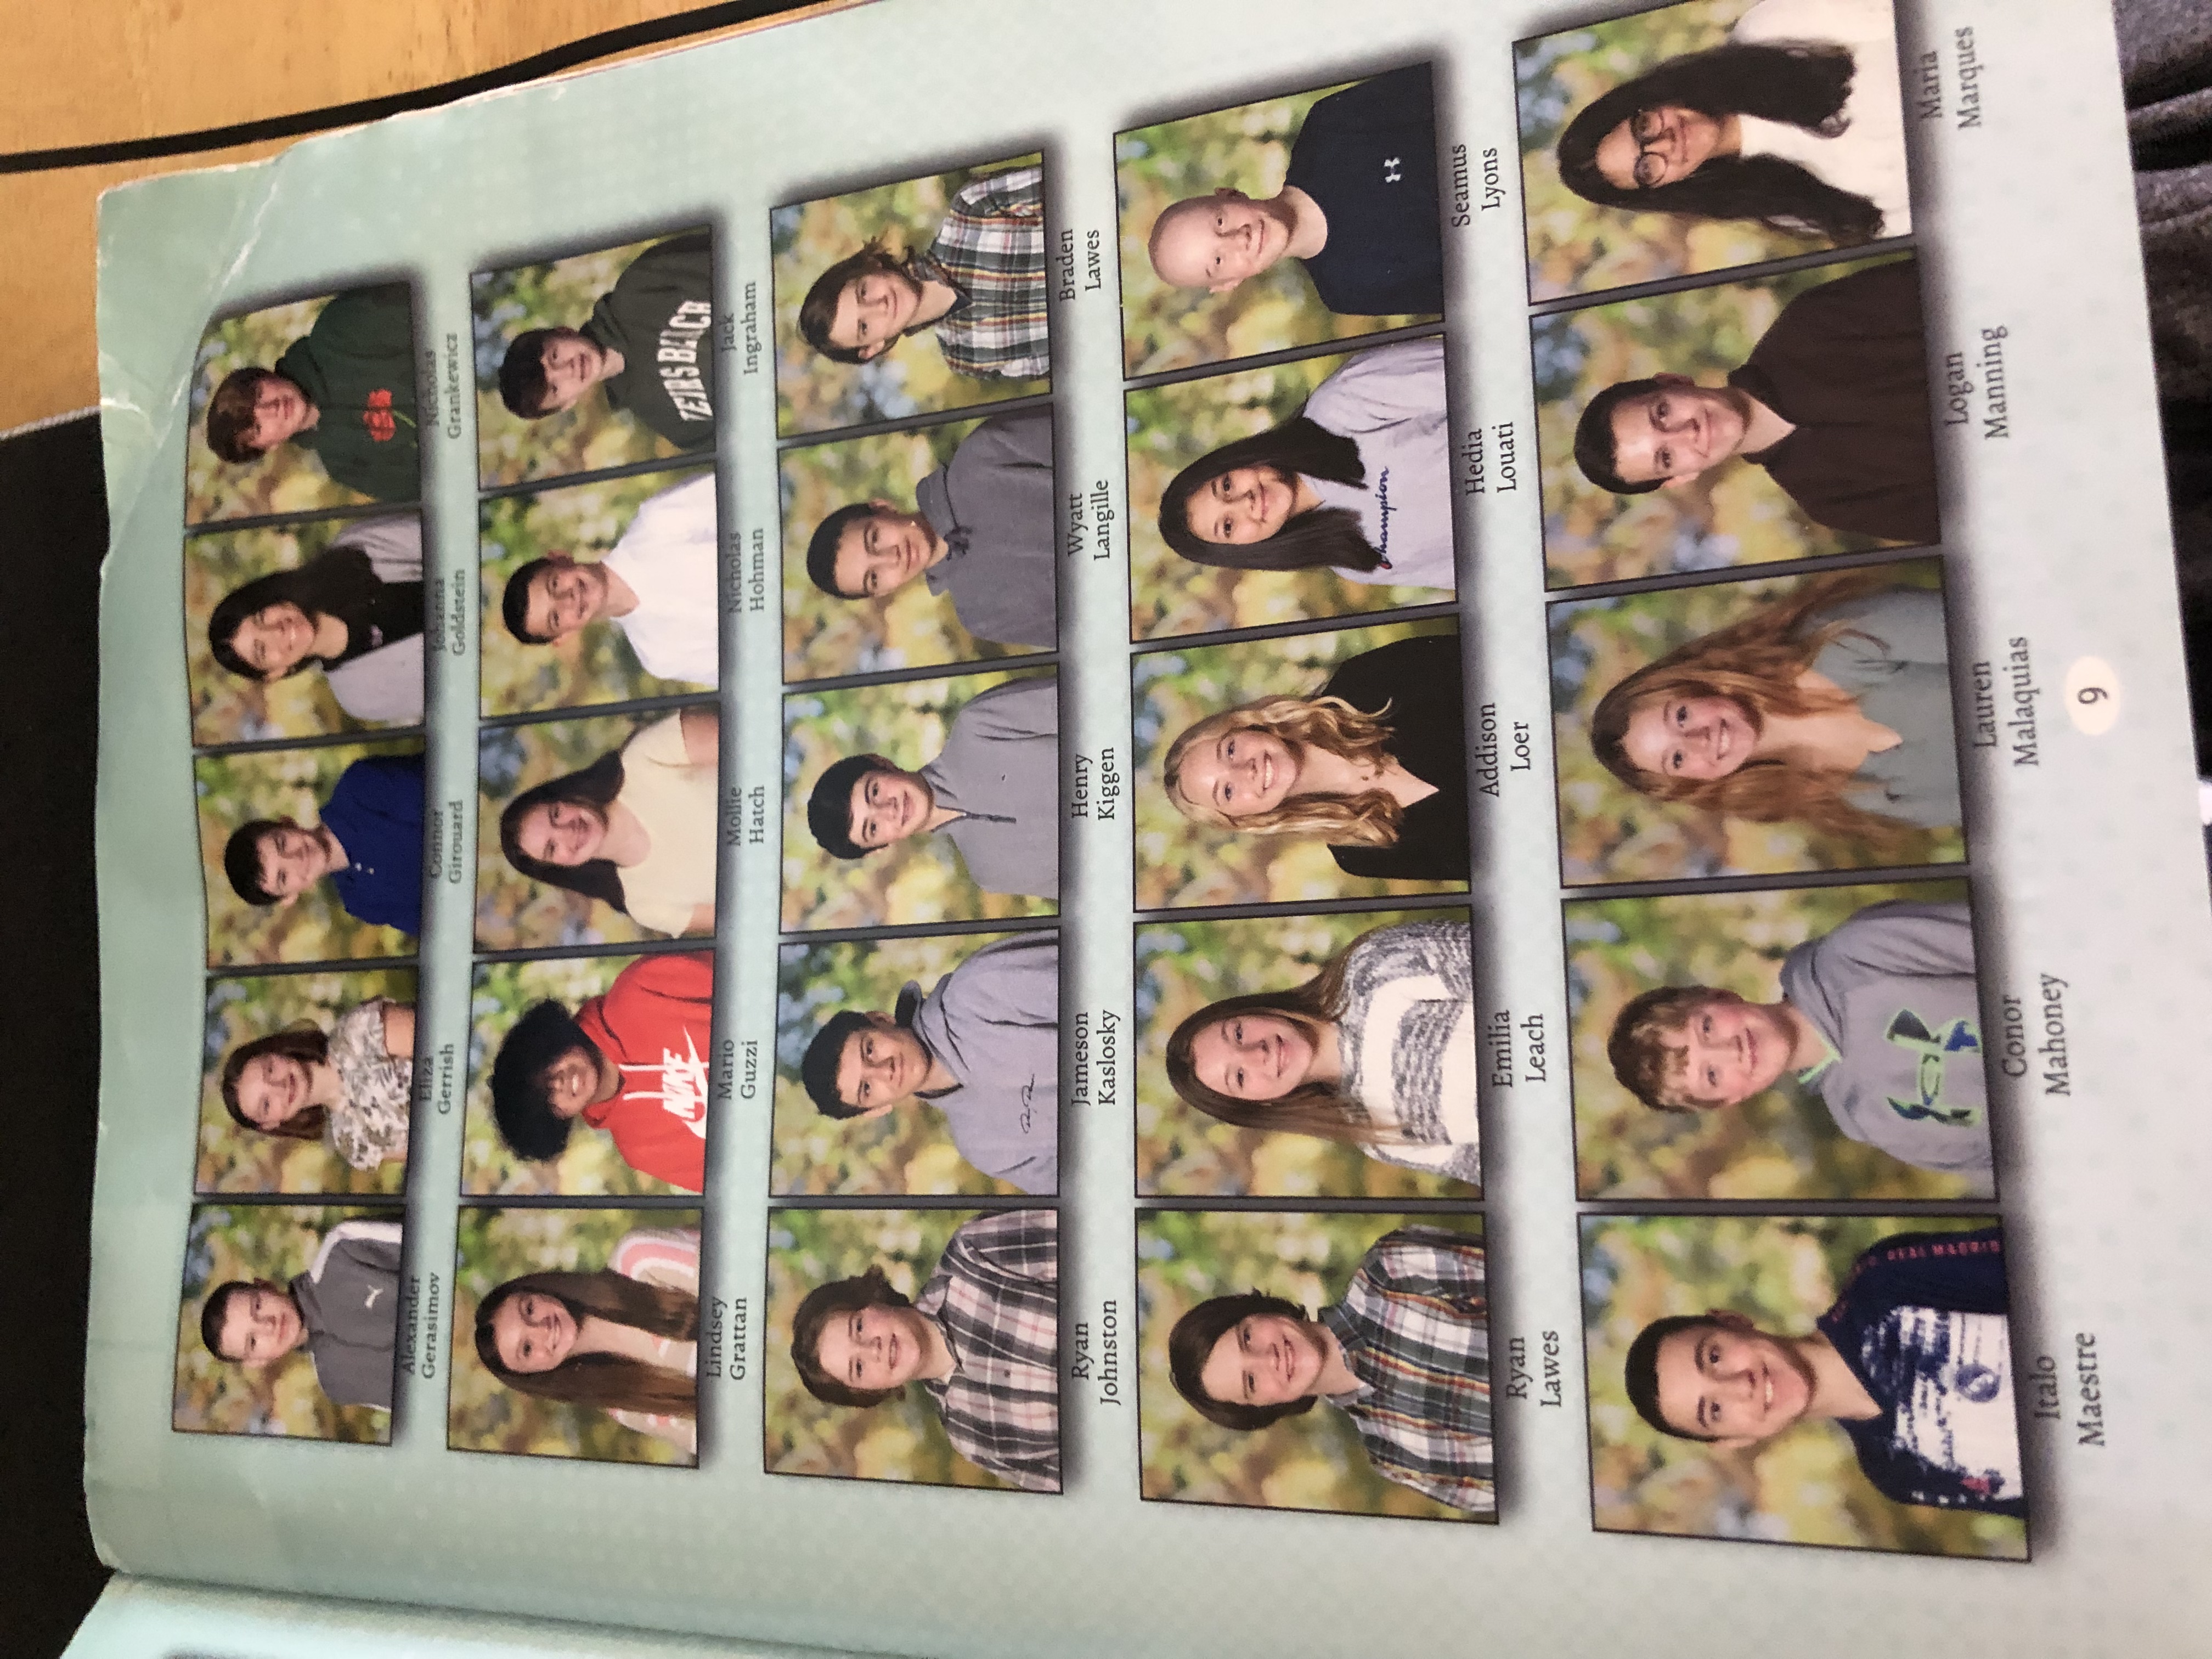 Alexander
Gerasimov
Eliza
Gerrish
Connor
Girouard
Johanna
Goldstein
Nicholas
Grankewicz
NIKE
Lindsey
Grattan
Mario
Guzzi
Mollie
Hatch
Nicholas
Hohman
Jack
Ingraham
Ryan
Johnston
Jameson
Kaslosky
Henry
Kiggen
Wyatt
Langille
Braden
Lawes
Champion
Ryan
Lawes
Emilia
Leach
Addison
Loer
Hedia
Louati
Seamus
Lyons
Italo
Maestre
Conor
Mahoney
Lauren
Malaquias
Logan
Manning
Maria
Marques
9